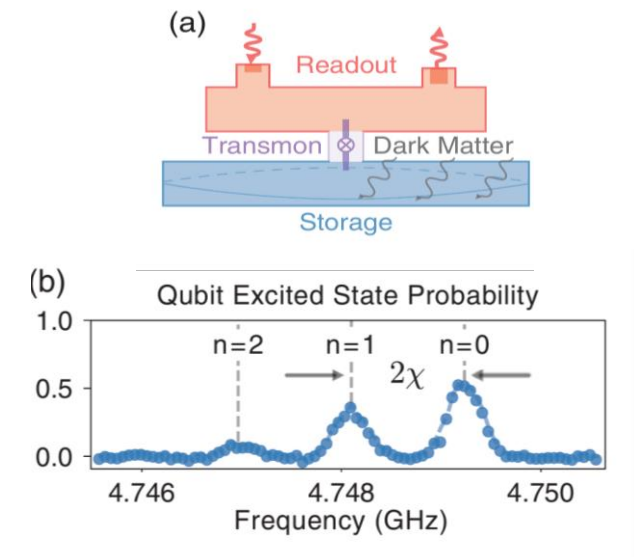 (a)
Readout
Transmon
Dark Matter
Storage
(b)
Qubit Excited State Probability
1.0
n=2
n=1
n=0
2χ
0.5
0.0
4.746
4.748
4.750
Frequency (GHz)